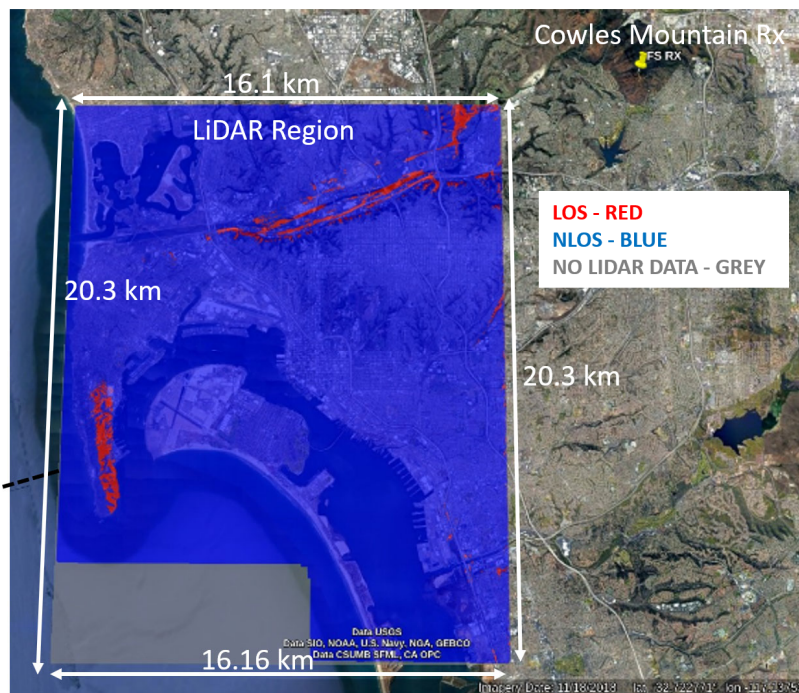 Cowles Mountain Rx
FS RX
16.1 km
LiDAR Region
LOS - RED
NLOS - BLUE
NO LIDAR DATA - GREY
20.3 km
20.3 km
Data USGS
Data SIO, NOAA, U.S. Navy, NGA, GEBCO
Data CSUMB SFML, CA OPC
16.16 km
Imagery Date: 11/18/2018 lat lon